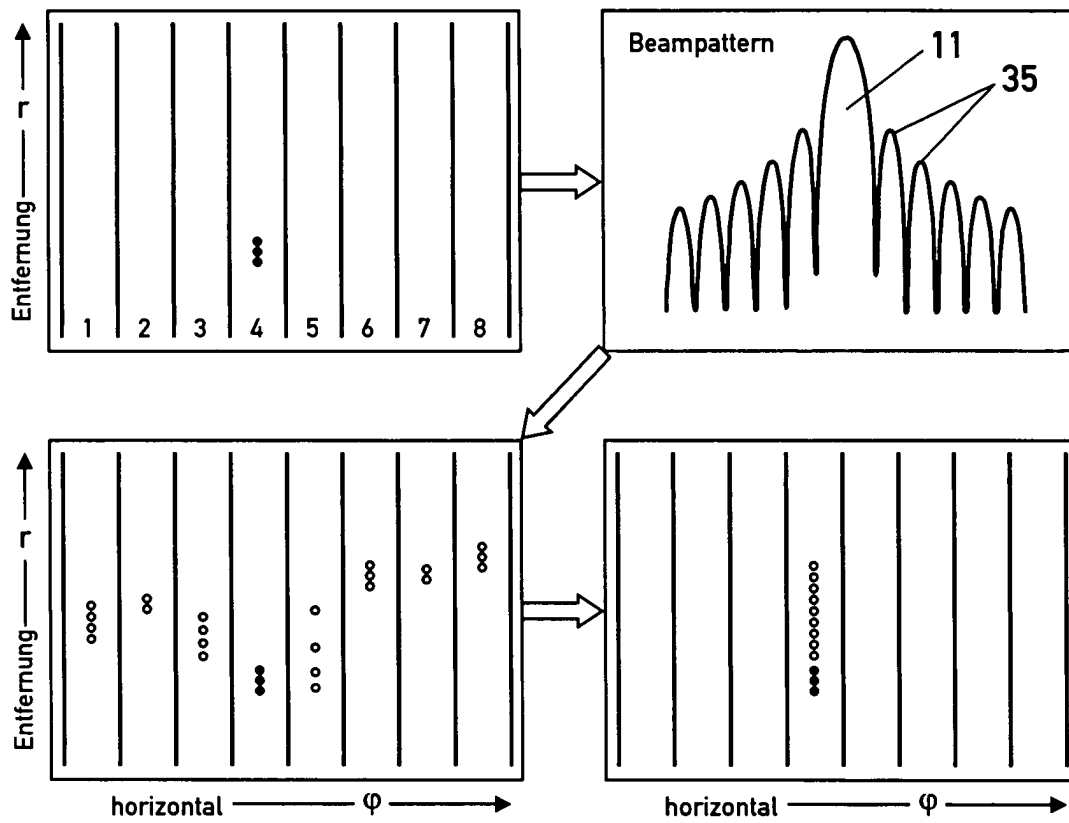 Entfernung r
1 2 3 4 5 6 7 8
Beampattern
11
35
Entfernung r
horizontal φ
horizontal φ